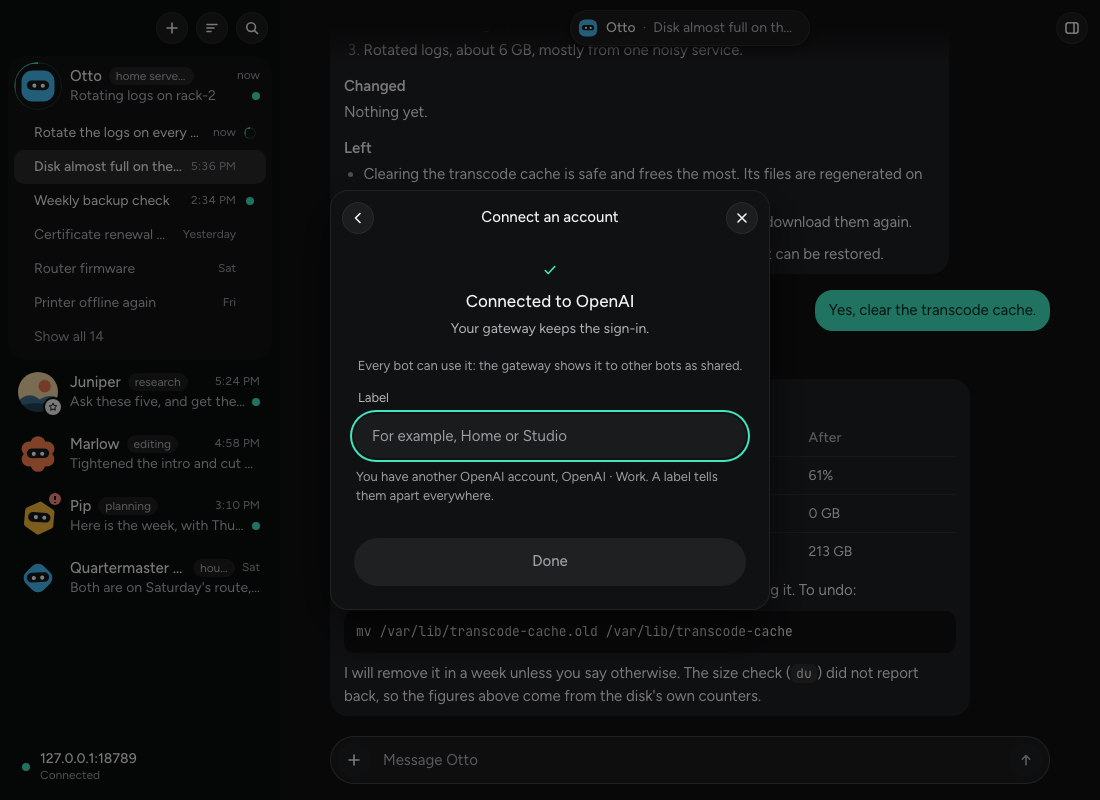 Otto home serve... now
Rotating logs on rack-2
Rotate the logs on every ... now
Disk almost full on the... 5:36 PM
Weekly backup check 2:34 PM
Certificate renewal ... Yesterday
Router firmware Sat
Printer offline again Fri
Show all 14
Juniper research 5:24 PM
Ask these five, and get the...
Marlow editing 4:58 PM
Tightened the intro and cut ...
Pip planning 3:10 PM
Here is the week, with Thu...
Quartermaster ... hou... Sat
Both are on Saturday's route,...
127.0.0.1:18789
Connected
Otto · Disk almost full on th...
3. Rotated logs, about 6 GB, mostly from one noisy service.
Changed
Nothing yet.
Left
• Clearing the transcode cache is safe and frees the most. Its files are regenerated on
download them again.
can be restored.
Yes, clear the transcode cache.
Connect an account
Connected to OpenAI
Your gateway keeps the sign-in.
Every bot can use it: the gateway shows it to other bots as shared.
Label
For example, Home or Studio
You have another OpenAI account, OpenAI · Work. A label tells
them apart everywhere.
Done
After
61%
0 GB
213 GB
it. To undo:
mv /var/lib/transcode-cache.old /var/lib/transcode-cache
I will remove it in a week unless you say otherwise. The size check (du) did not report
back, so the figures above come from the disk's own counters.
Message Otto